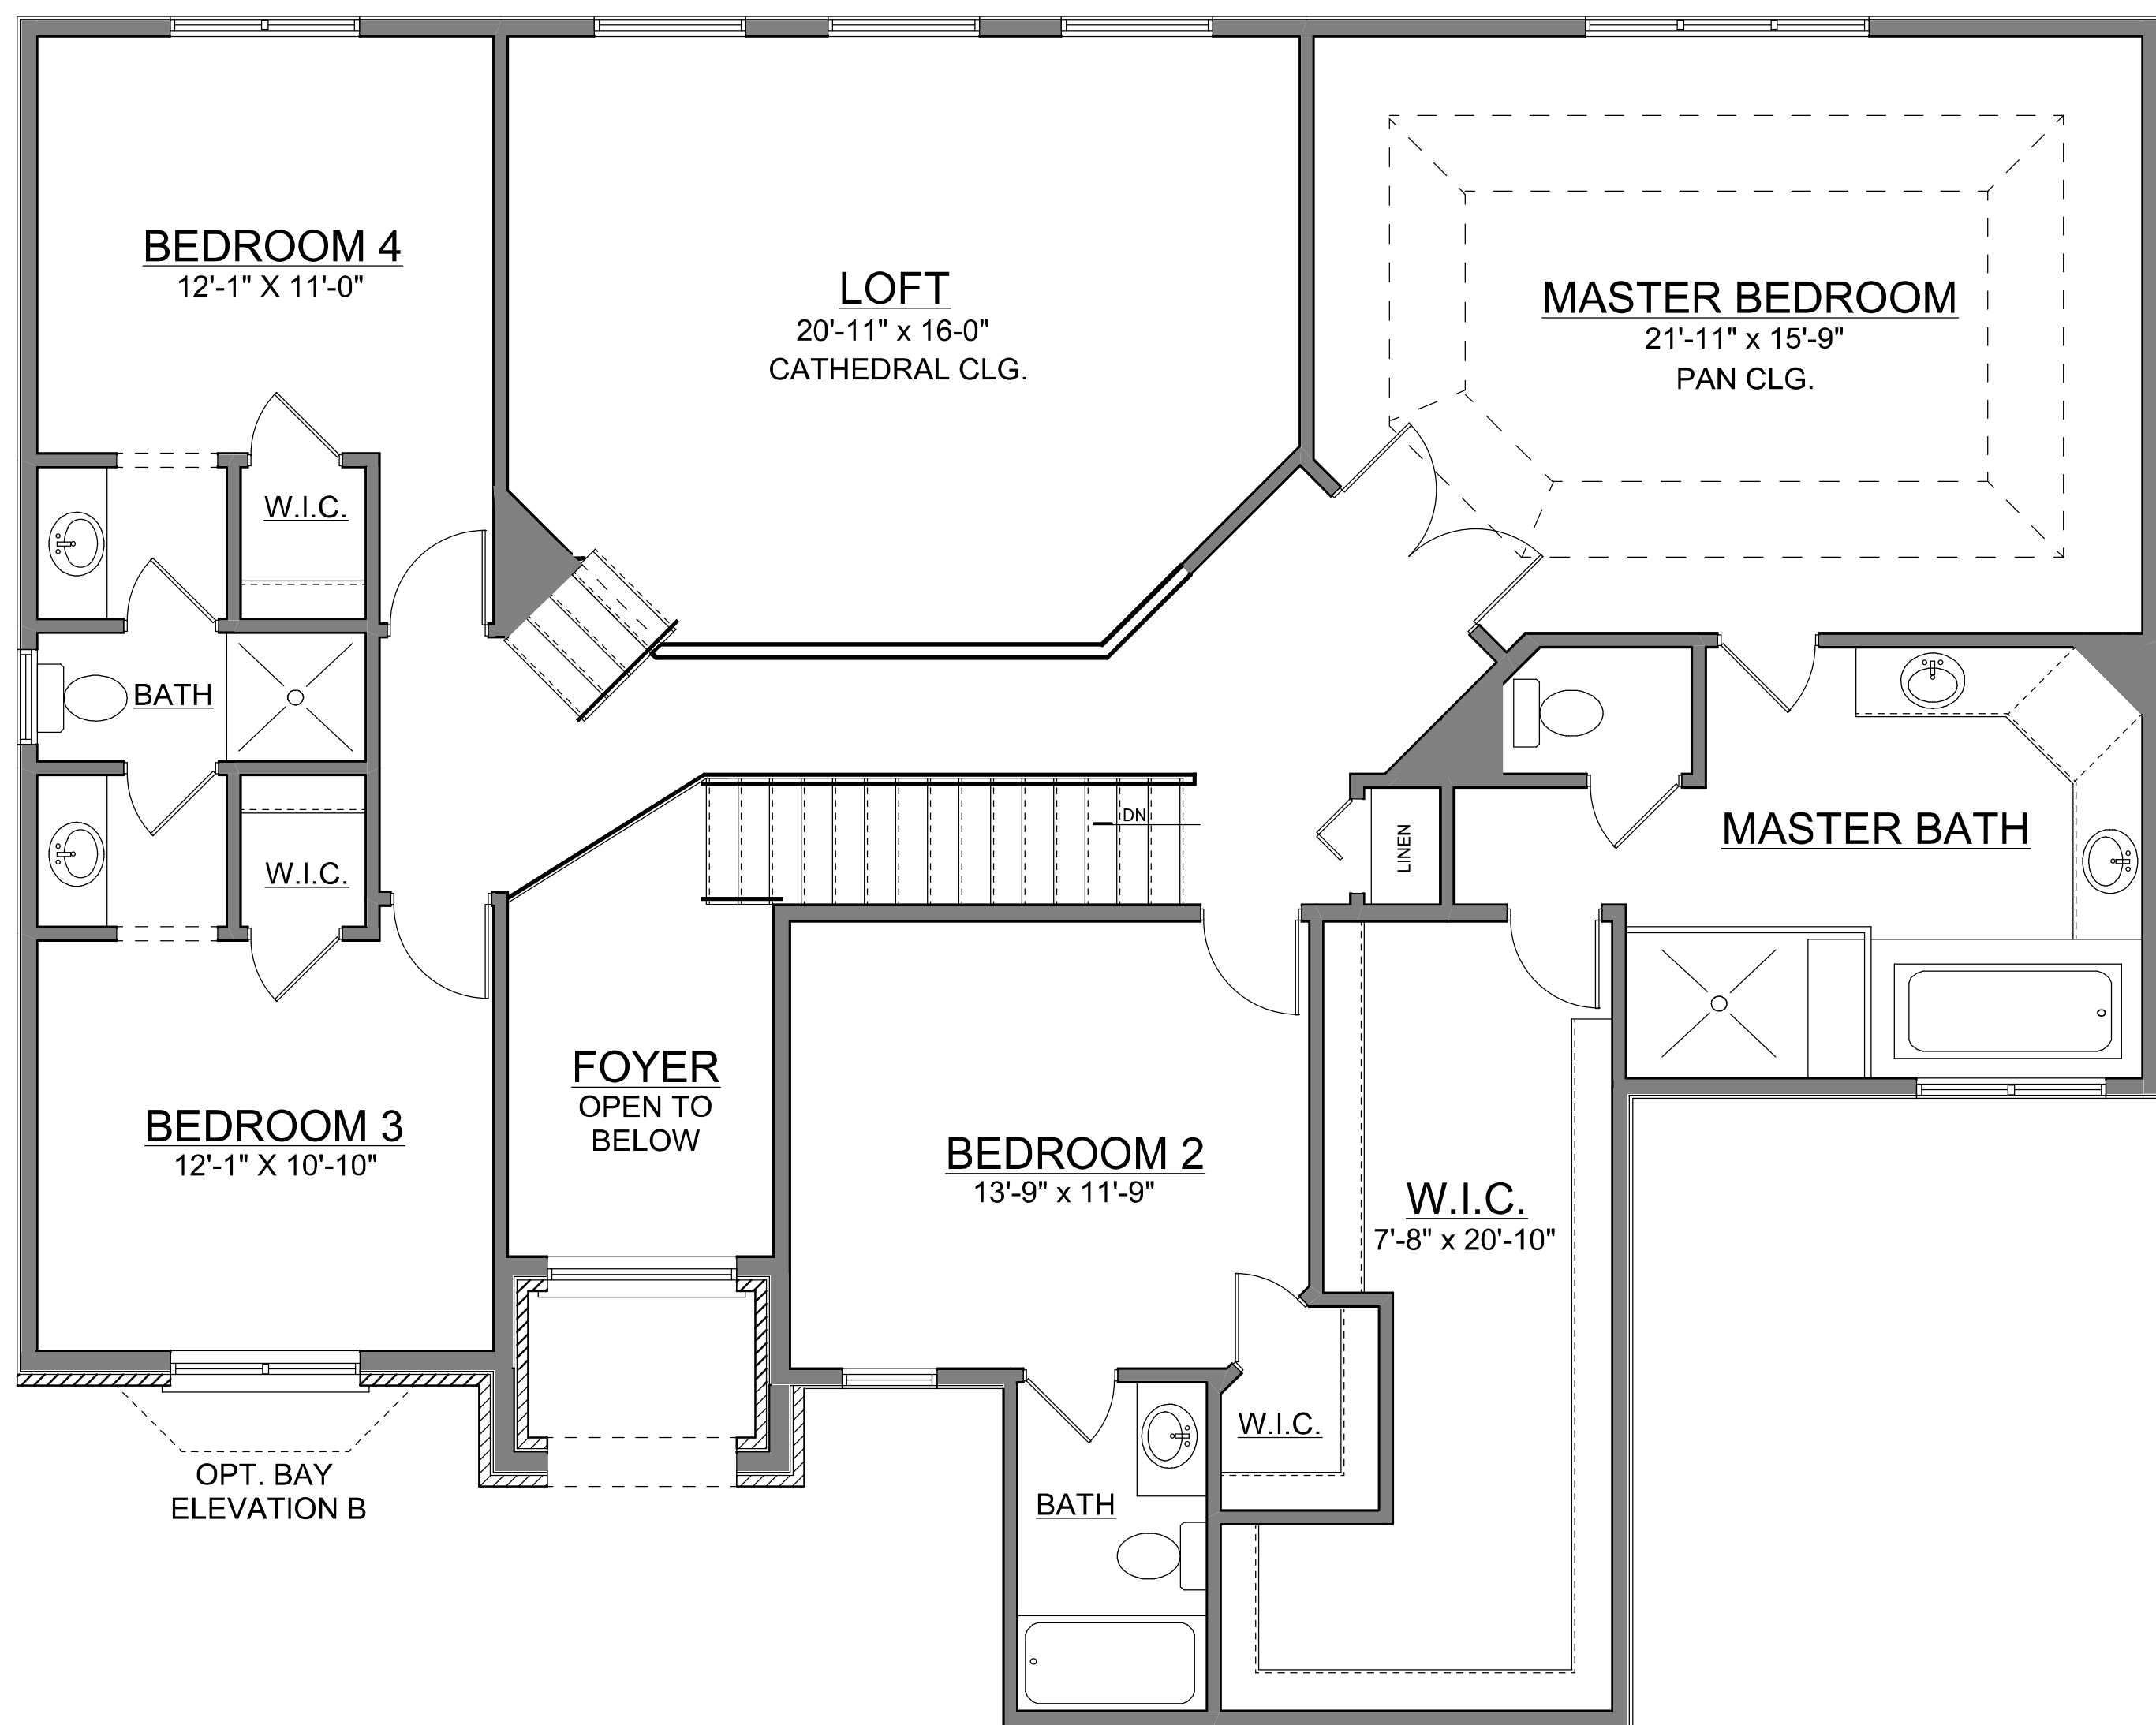 BEDROOM 4
12'-1" X 11'-0"
LOFT
20'-11" x 16-0"
CATHEDRAL CLG.
MASTER BEDROOM
21'-11" x 15'-9"
PAN CLG.
W.I.C.
BATH
W.I.C.
DN
LINEN
MASTER BATH
FOYER
OPEN TO
BELOW
BEDROOM 3
12'-1" X 10'-10"
BEDROOM 2
13'-9" x 11'-9"
W.I.C.
7'-8" x 20'-10"
W.I.C.
BATH
OPT. BAY
ELEVATION B